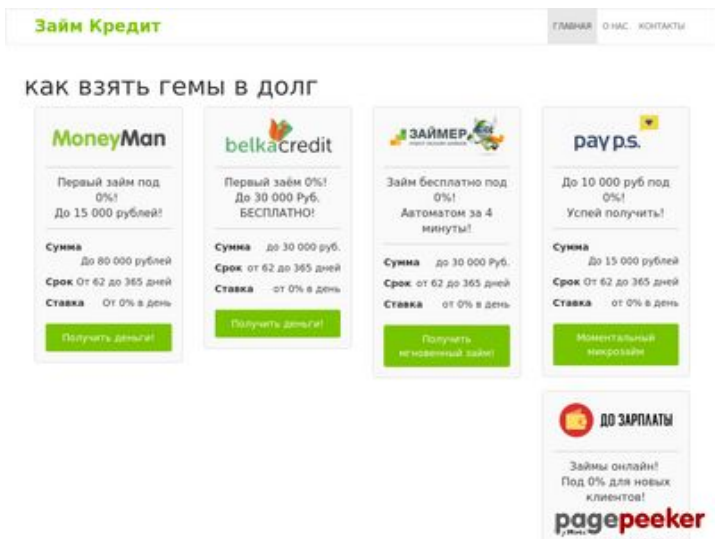 Займ Кредит
ГЛАВНАЯ О НАС КОНТАКТЫ
как взять гемы в долг
MoneyMan
Первый займ под
0%!
До 15 000 рублей!
Сумма
До 80 000 рублей
Срок От 62 до 365 дней
Ставка От 0% в день
Получить деньги!
belkacredit
Первый заём 0%!
До 30 000 Руб.
БЕСПЛАТНО!
Сумма до 30 000 руб.
Срок от 62 до 365 дней
Ставка от 0% в день
Получить деньги!
ЗАЙМЕР
Займ бесплатно под
0%!
Автоматом за 4
минуты!
Сумма до 30 000 Руб.
Срок от 62 до 365 дней
Ставка от 0% в день
Получить
мгновенный займ!
pay p.s.
До 10 000 руб под
0%!
Успей получить!
Сумма
До 15 000 рублей
Срок От 62 до 365 дней
Ставка от 0% в день
Моментальный
микрозайм
ДО ЗАРПЛАТЫ
Займы онлайн!
Под 0% для новых
клиентов!
pagepeeker